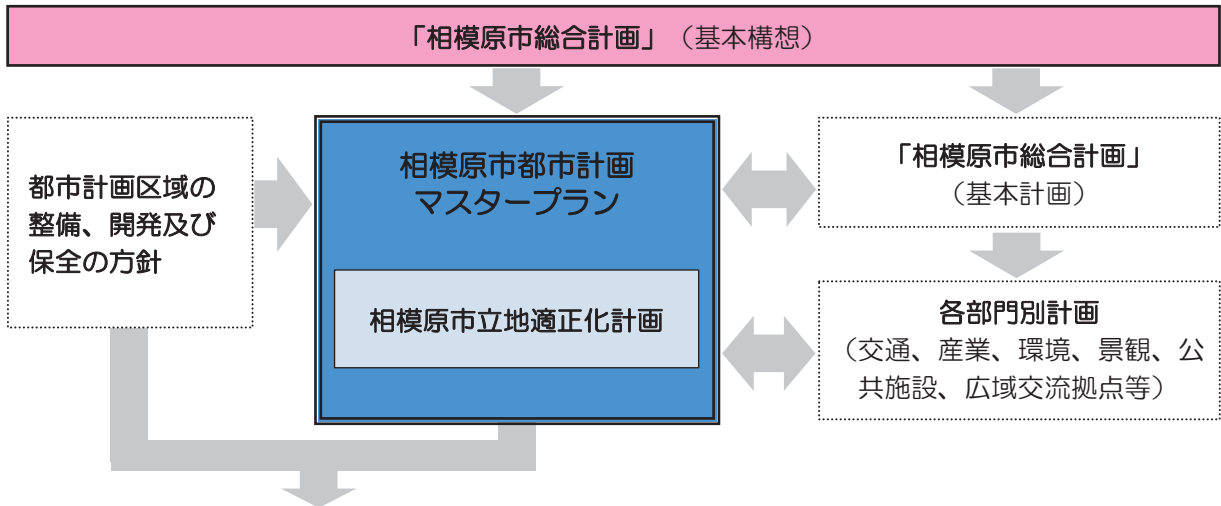 「相模原市総合計画」（基本構想）
都市計画区域の
整備、開発及び
保全の方針
相模原市都市計画
マスタープラン
相模原市立地適正化計画
「相模原市総合計画」
（基本計画）
各部門別計画
（交通、産業、環境、景観、公
共施設、広域交流拠点等）